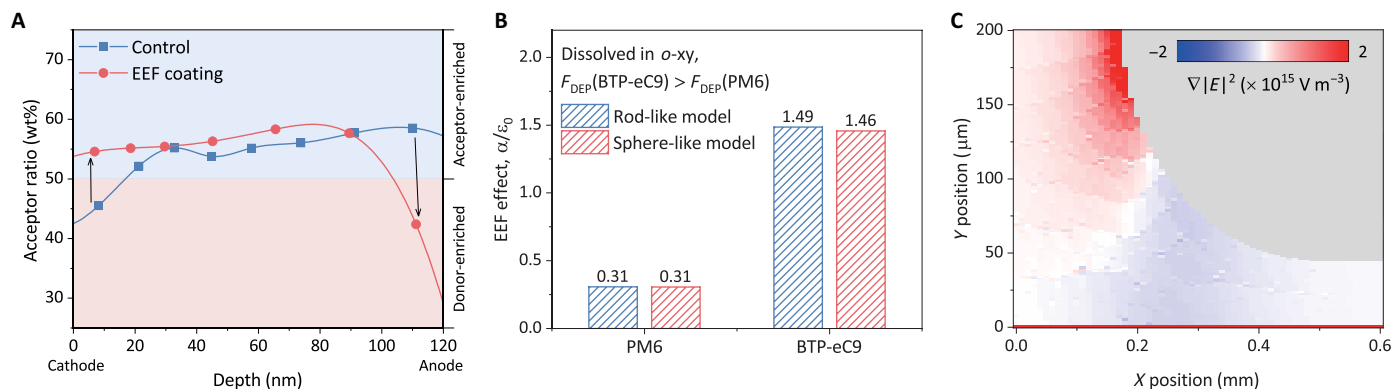 A
Control
EEF coating
Acceptor ratio (wt%)
70
60
50
40
30
0
20
40
60
80
100
120
Cathode
Anode
Depth (nm)
Acceptor-enriched
Donor-enriched
B
Dissolved in o-xy,
F_DEP(BTP-eC9) > F_DEP(PM6)
Rod-like model
Sphere-like model
EEF effect, α/ε₀
2.0
1.5
1.0
0.5
0.0
0.31
0.31
1.49
1.46
PM6
BTP-eC9
C
−2
2
∇|E|² (× 10¹⁵ V m⁻³)
Y position (μm)
200
150
100
50
0
0.0
0.2
0.4
0.6
X position (mm)